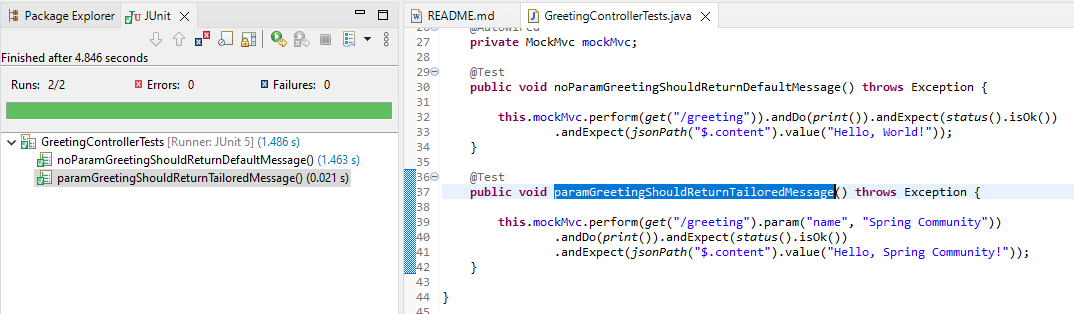 Package Explorer JUnit
Finished after 4.846 seconds
Runs: 2/2 Errors: 0 Failures: 0
GreetingControllerTests [Runner: JUnit 5] (1.486 s)
noParamGreetingShouldReturnDefaultMessage() (1.463 s)
paramGreetingShouldReturnTailoredMessage() (0.021 s)
README.md GreetingControllerTests.java
26 @Autowired
27 private MockMvc mockMvc;
28
29 @Test
30 public void noParamGreetingShouldReturnDefaultMessage() throws Exception {
31
32 this.mockMvc.perform(get("/greeting")).andDo(print()).andExpect(status().isOk())
33 .andExpect(jsonPath("$.content").value("Hello, World!"));
34 }
35
36 @Test
37 public void paramGreetingShouldReturnTailoredMessage() throws Exception {
38
39 this.mockMvc.perform(get("/greeting").param("name", "Spring Community"))
40 .andDo(print()).andExpect(status().isOk())
41 .andExpect(jsonPath("$.content").value("Hello, Spring Community!"));
42 }
43
44 }